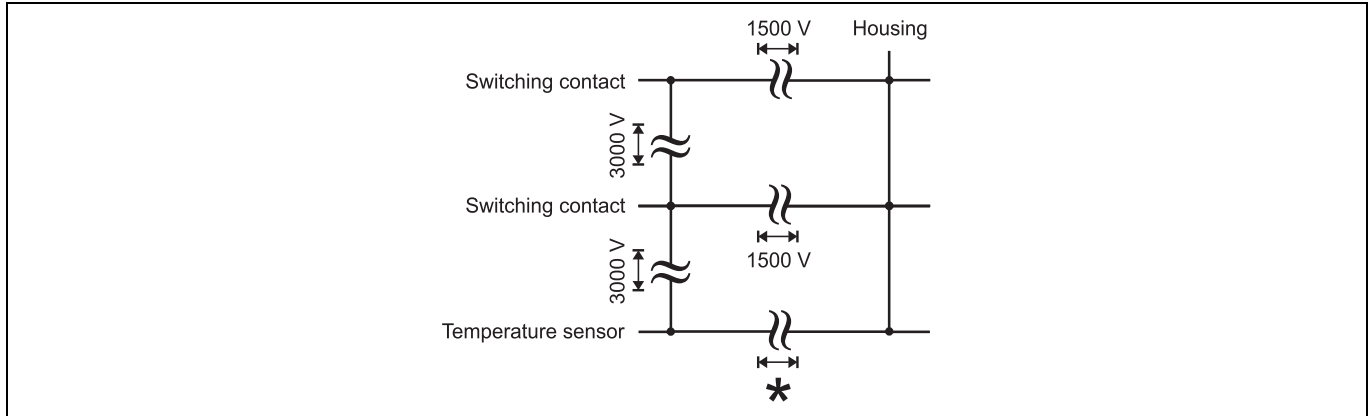 1500 V
Housing
Switching contact
3000 V
Switching contact
1500 V
3000 V
Temperature sensor
*